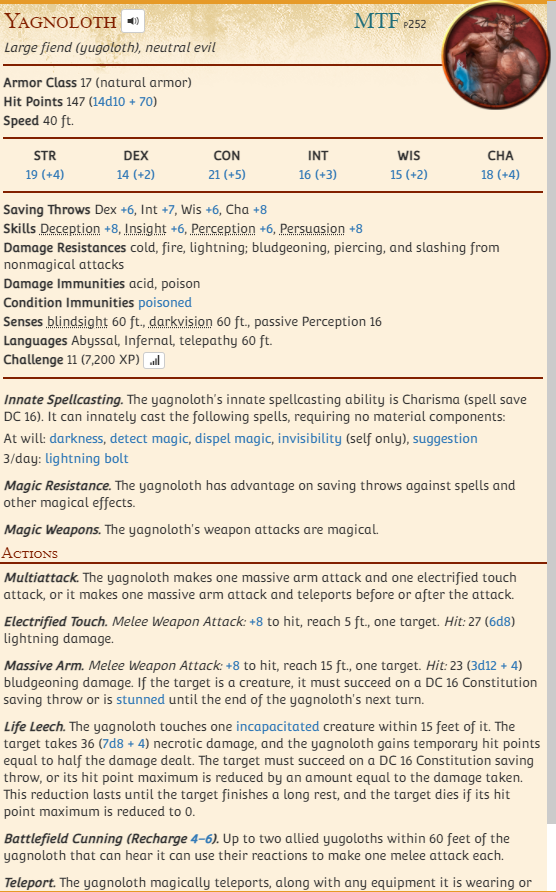 Yagnoloth MTF p252
Large fiend (yugoloth), neutral evil
Armor Class 17 (natural armor)
Hit Points 147 (14d10 + 70)
Speed 40 ft.
STR DEX CON INT WIS CHA
19 (+4) 14 (+2) 21 (+5) 16 (+3) 15 (+2) 18 (+4)
Saving Throws Dex +6, Int +7, Wis +6, Cha +8
Skills Deception +8, Insight +6, Perception +6, Persuasion +8
Damage Resistances cold, fire, lightning; bludgeoning, piercing, and slashing from
nonmagical attacks
Damage Immunities acid, poison
Condition Immunities poisoned
Senses blindsight 60 ft., darkvision 60 ft., passive Perception 16
Languages Abyssal, Infernal, telepathy 60 ft.
Challenge 11 (7,200 XP)
Innate Spellcasting. The yagnoloth's innate spellcasting ability is Charisma (spell save
DC 16). It can innately cast the following spells, requiring no material components:
At will: darkness, detect magic, dispel magic, invisibility (self only), suggestion
3/day: lightning bolt
Magic Resistance. The yagnoloth has advantage on saving throws against spells and
other magical effects.
Magic Weapons. The yagnoloth's weapon attacks are magical.
Actions
Multiattack. The yagnoloth makes one massive arm attack and one electrified touch
attack, or it makes one massive arm attack and teleports before or after the attack.
Electrified Touch. Melee Weapon Attack: +8 to hit, reach 5 ft., one target. Hit: 27 (6d8)
lightning damage.
Massive Arm. Melee Weapon Attack: +8 to hit, reach 15 ft., one target. Hit: 23 (3d12 + 4)
bludgeoning damage. If the target is a creature, it must succeed on a DC 16 Constitution
saving throw or is stunned until the end of the yagnoloth's next turn.
Life Leech. The yagnoloth touches one incapacitated creature within 15 feet of it. The
target takes 36 (7d8 + 4) necrotic damage, and the yagnoloth gains temporary hit points
equal to half the damage dealt. The target must succeed on a DC 16 Constitution saving
throw, or its hit point maximum is reduced by an amount equal to the damage taken.
This reduction lasts until the target finishes a long rest, and the target dies if its hit
point maximum is reduced to 0.
Battlefield Cunning (Recharge 4–6). Up to two allied yugoloths within 60 feet of the
yagnoloth that can hear it can use their reactions to make one melee attack each.
Teleport. The yagnoloth magically teleports, along with any equipment it is wearing or